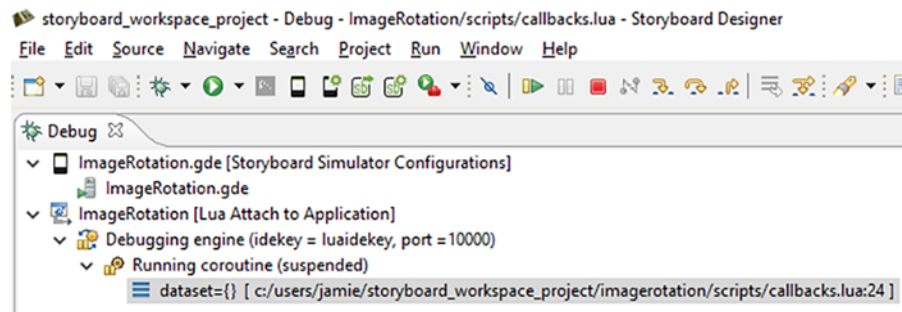 storyboard_workspace_project - Debug - ImageRotation/scripts/callbacks.lua - Storyboard Designer
File Edit Source Navigate Search Project Run Window Help
Debug
ImageRotation.gde [Storyboard Simulator Configurations]
ImageRotation.gde
ImageRotation [Lua Attach to Application]
Debugging engine (idekey = luaidekey, port =10000)
Running coroutine (suspended)
dataset={} [ c:/users/jamie/storyboard_workspace_project/imagerotation/scripts/callbacks.lua:24 ]